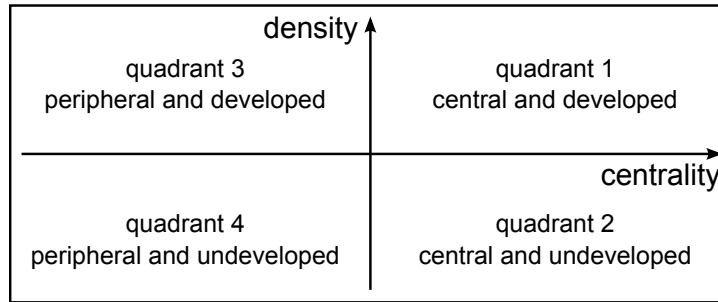 density
quadrant 3
peripheral and developed
quadrant 1
central and developed
centrality
quadrant 4
peripheral and undeveloped
quadrant 2
central and undeveloped